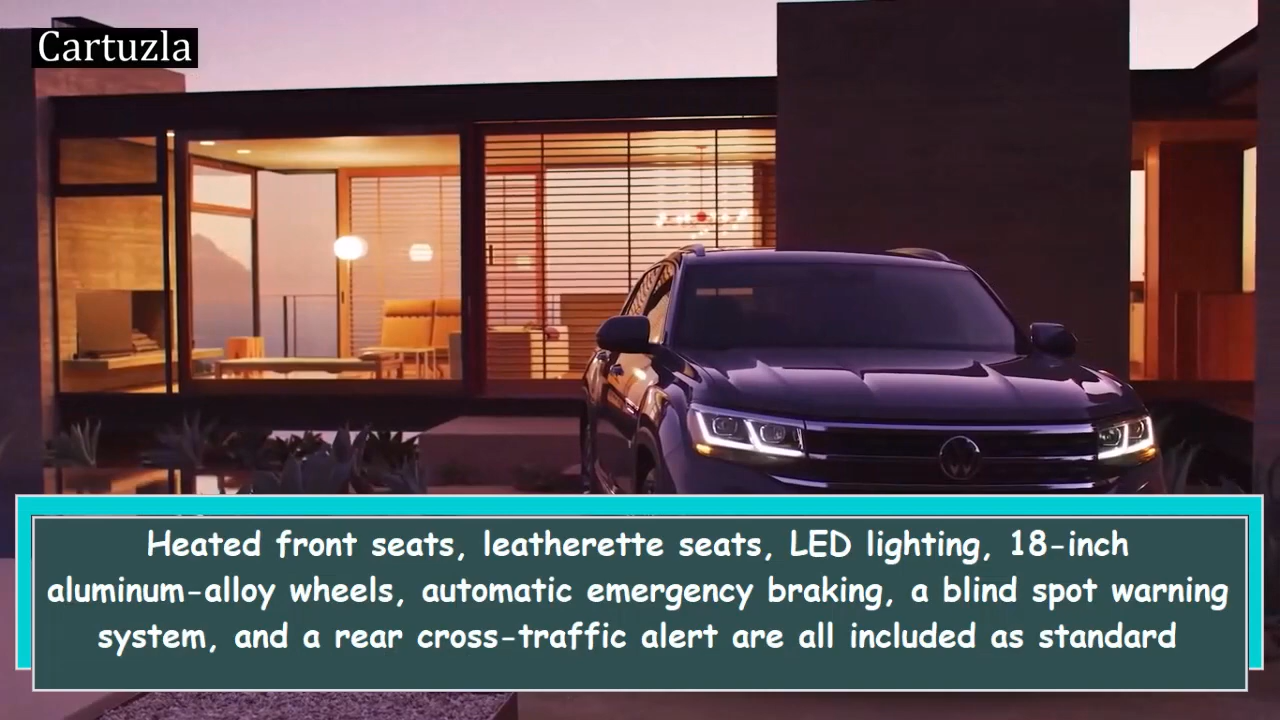 Cartuzla
Heated front seats, leatherette seats, LED lighting, 18-inch
aluminum-alloy wheels, automatic emergency braking, a blind spot warning
system, and a rear cross-traffic alert are all included as standard